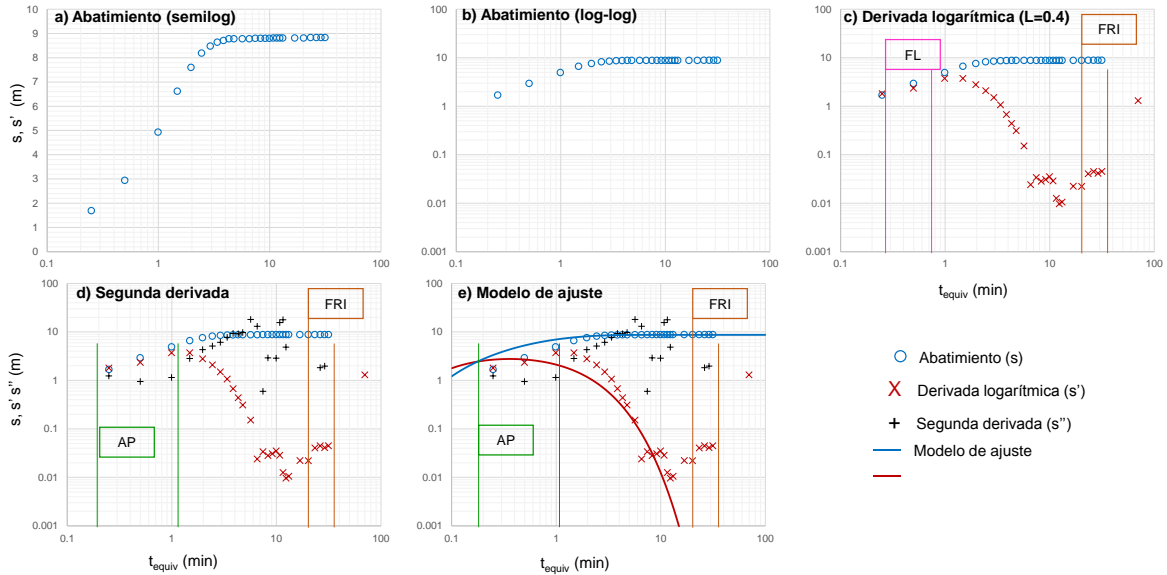 a) Abatimiento (semilog)
s, s' (m)
9
8
7
6
5
4
3
2
1
0
0.1
1
10
100
b) Abatimiento (log-log)
100
10
1
0.1
0.01
0.001
0.1
1
10
100
c) Derivada logarítmica (L=0.4)
FL
FRI
100
10
1
0.1
0.01
0.001
0.1
1
10
100
t equiv (min)
d) Segunda derivada
s, s' s'' (m)
AP
FRI
100
10
1
0.1
0.01
0.001
0.1
1
10
100
t equiv (min)
e) Modelo de ajuste
AP
FRI
100
10
1
0.1
0.01
0.001
0.1
1
10
100
t equiv (min)
Abatimiento (s)
Derivada logarítmica (s')
Segunda derivada (s'')
Modelo de ajuste